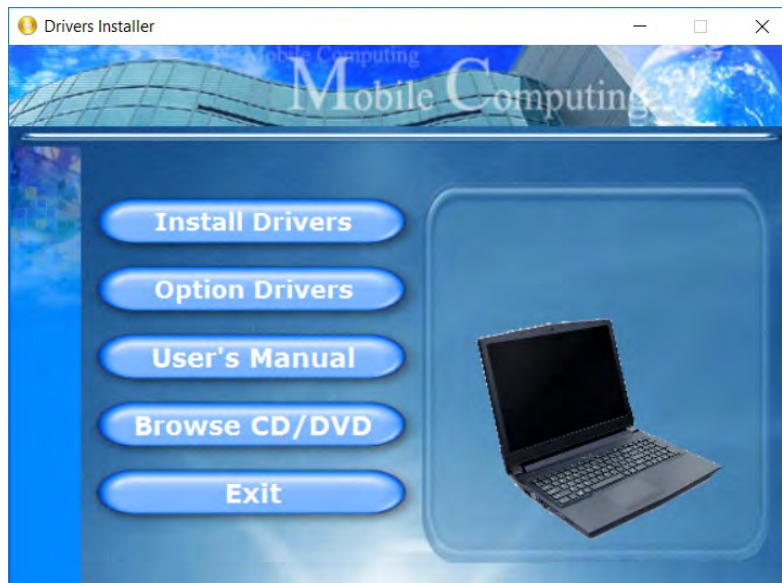 Drivers Installer
Mobile Computing
Mobile Computing
Install Drivers
Option Drivers
User's Manual
Browse CD/DVD
Exit